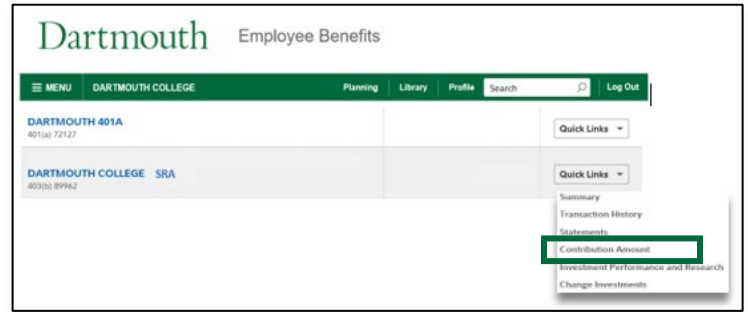 Dartmouth Employee Benefits
☰ MENU DARTMOUTH COLLEGE Planning Library Profile Search Log Out
DARTMOUTH 401A Quick Links
401(a) 72127
DARTMOUTH COLLEGE SRA Quick Links
403(b) 89962
Summary
Transaction History
Statements
Contribution Amount
Investment Performance and Research
Change Investments